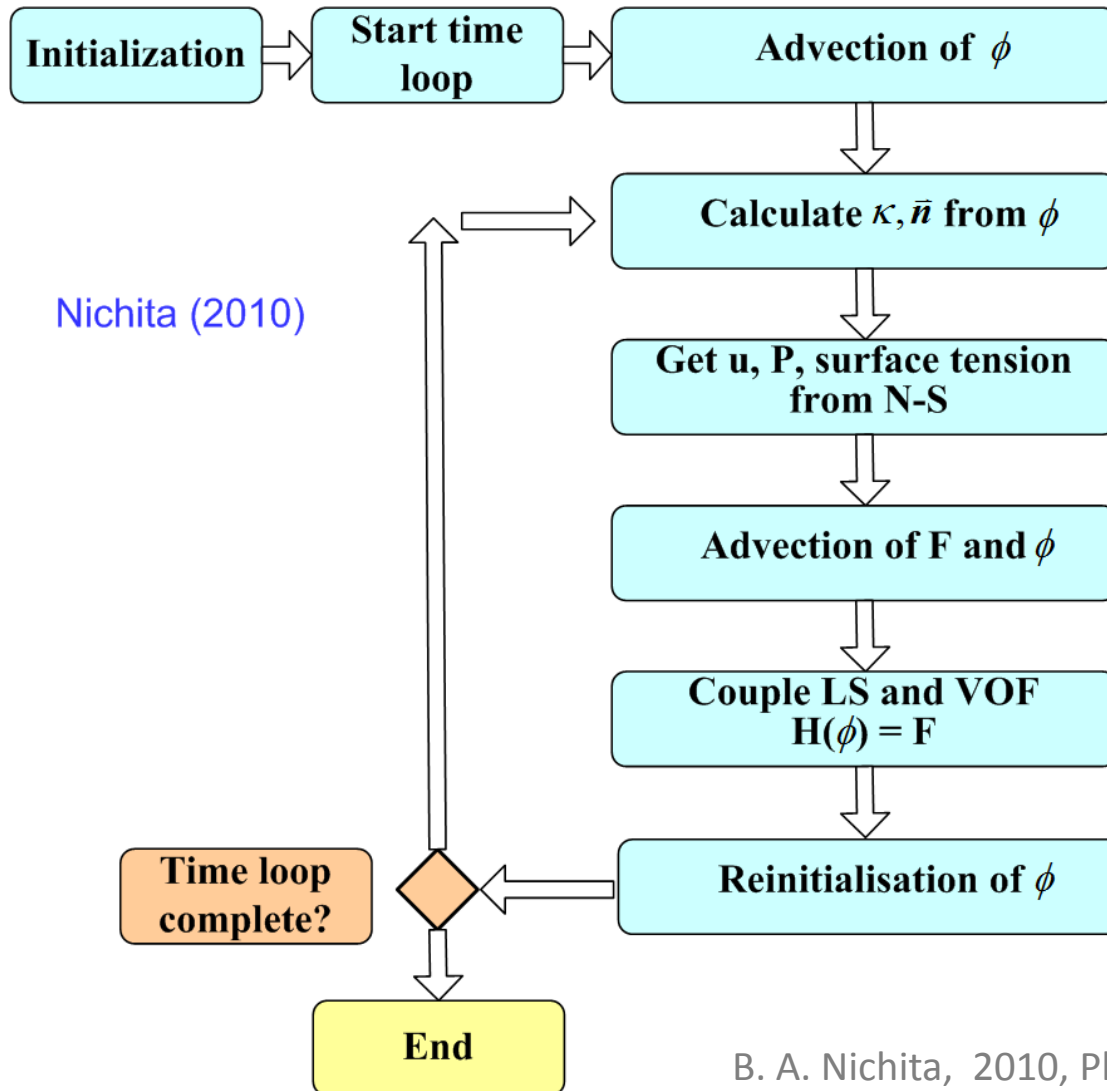 Initialization
Start time
loop
Advection of ϕ
Calculate κ, n̄ from ϕ
Nichita (2010)
Get u, P, surface tension
from N-S
Advection of F and ϕ
Couple LS and VOF
H(ϕ) = F
Time loop
complete?
Reinitialisation of ϕ
End
B. A. Nichita, 2010, P